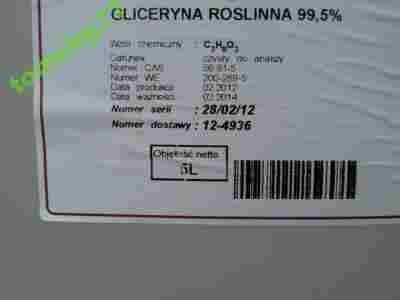 GLICERYNA ROSLINNA 99,5%
Wzór chemiczny : C3H8O3
Gatunek : czysty do analizy
Numer CAS : 56-81-5
Numer WE : 200-289-5
Data produkcji : 02.2012
Data ważności : 02.2014
Numer serii : 28/02/12
Numer dostawy : 12-4936
Objętość netto
5L